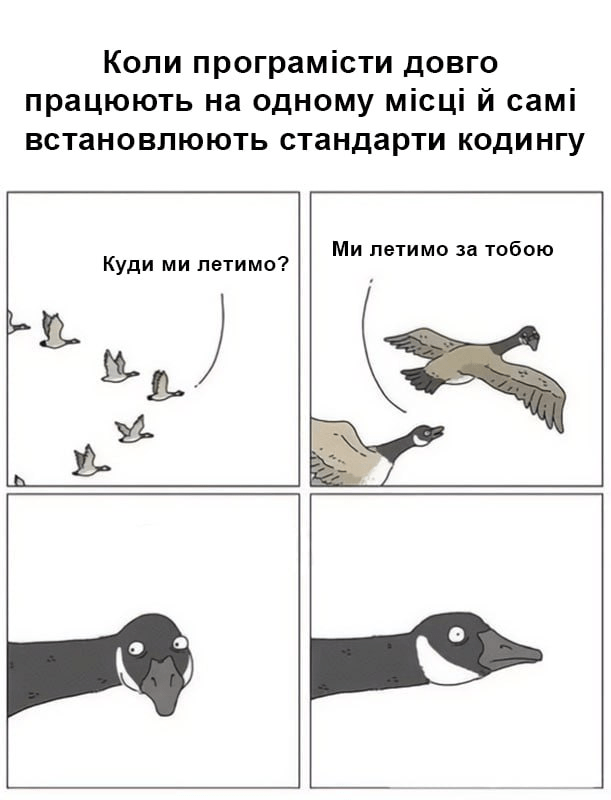 Коли програмісти довго
працюють на одному місці й самі
встановлюють стандарти кодингу
Куди ми летимо?
Ми летимо за тобою